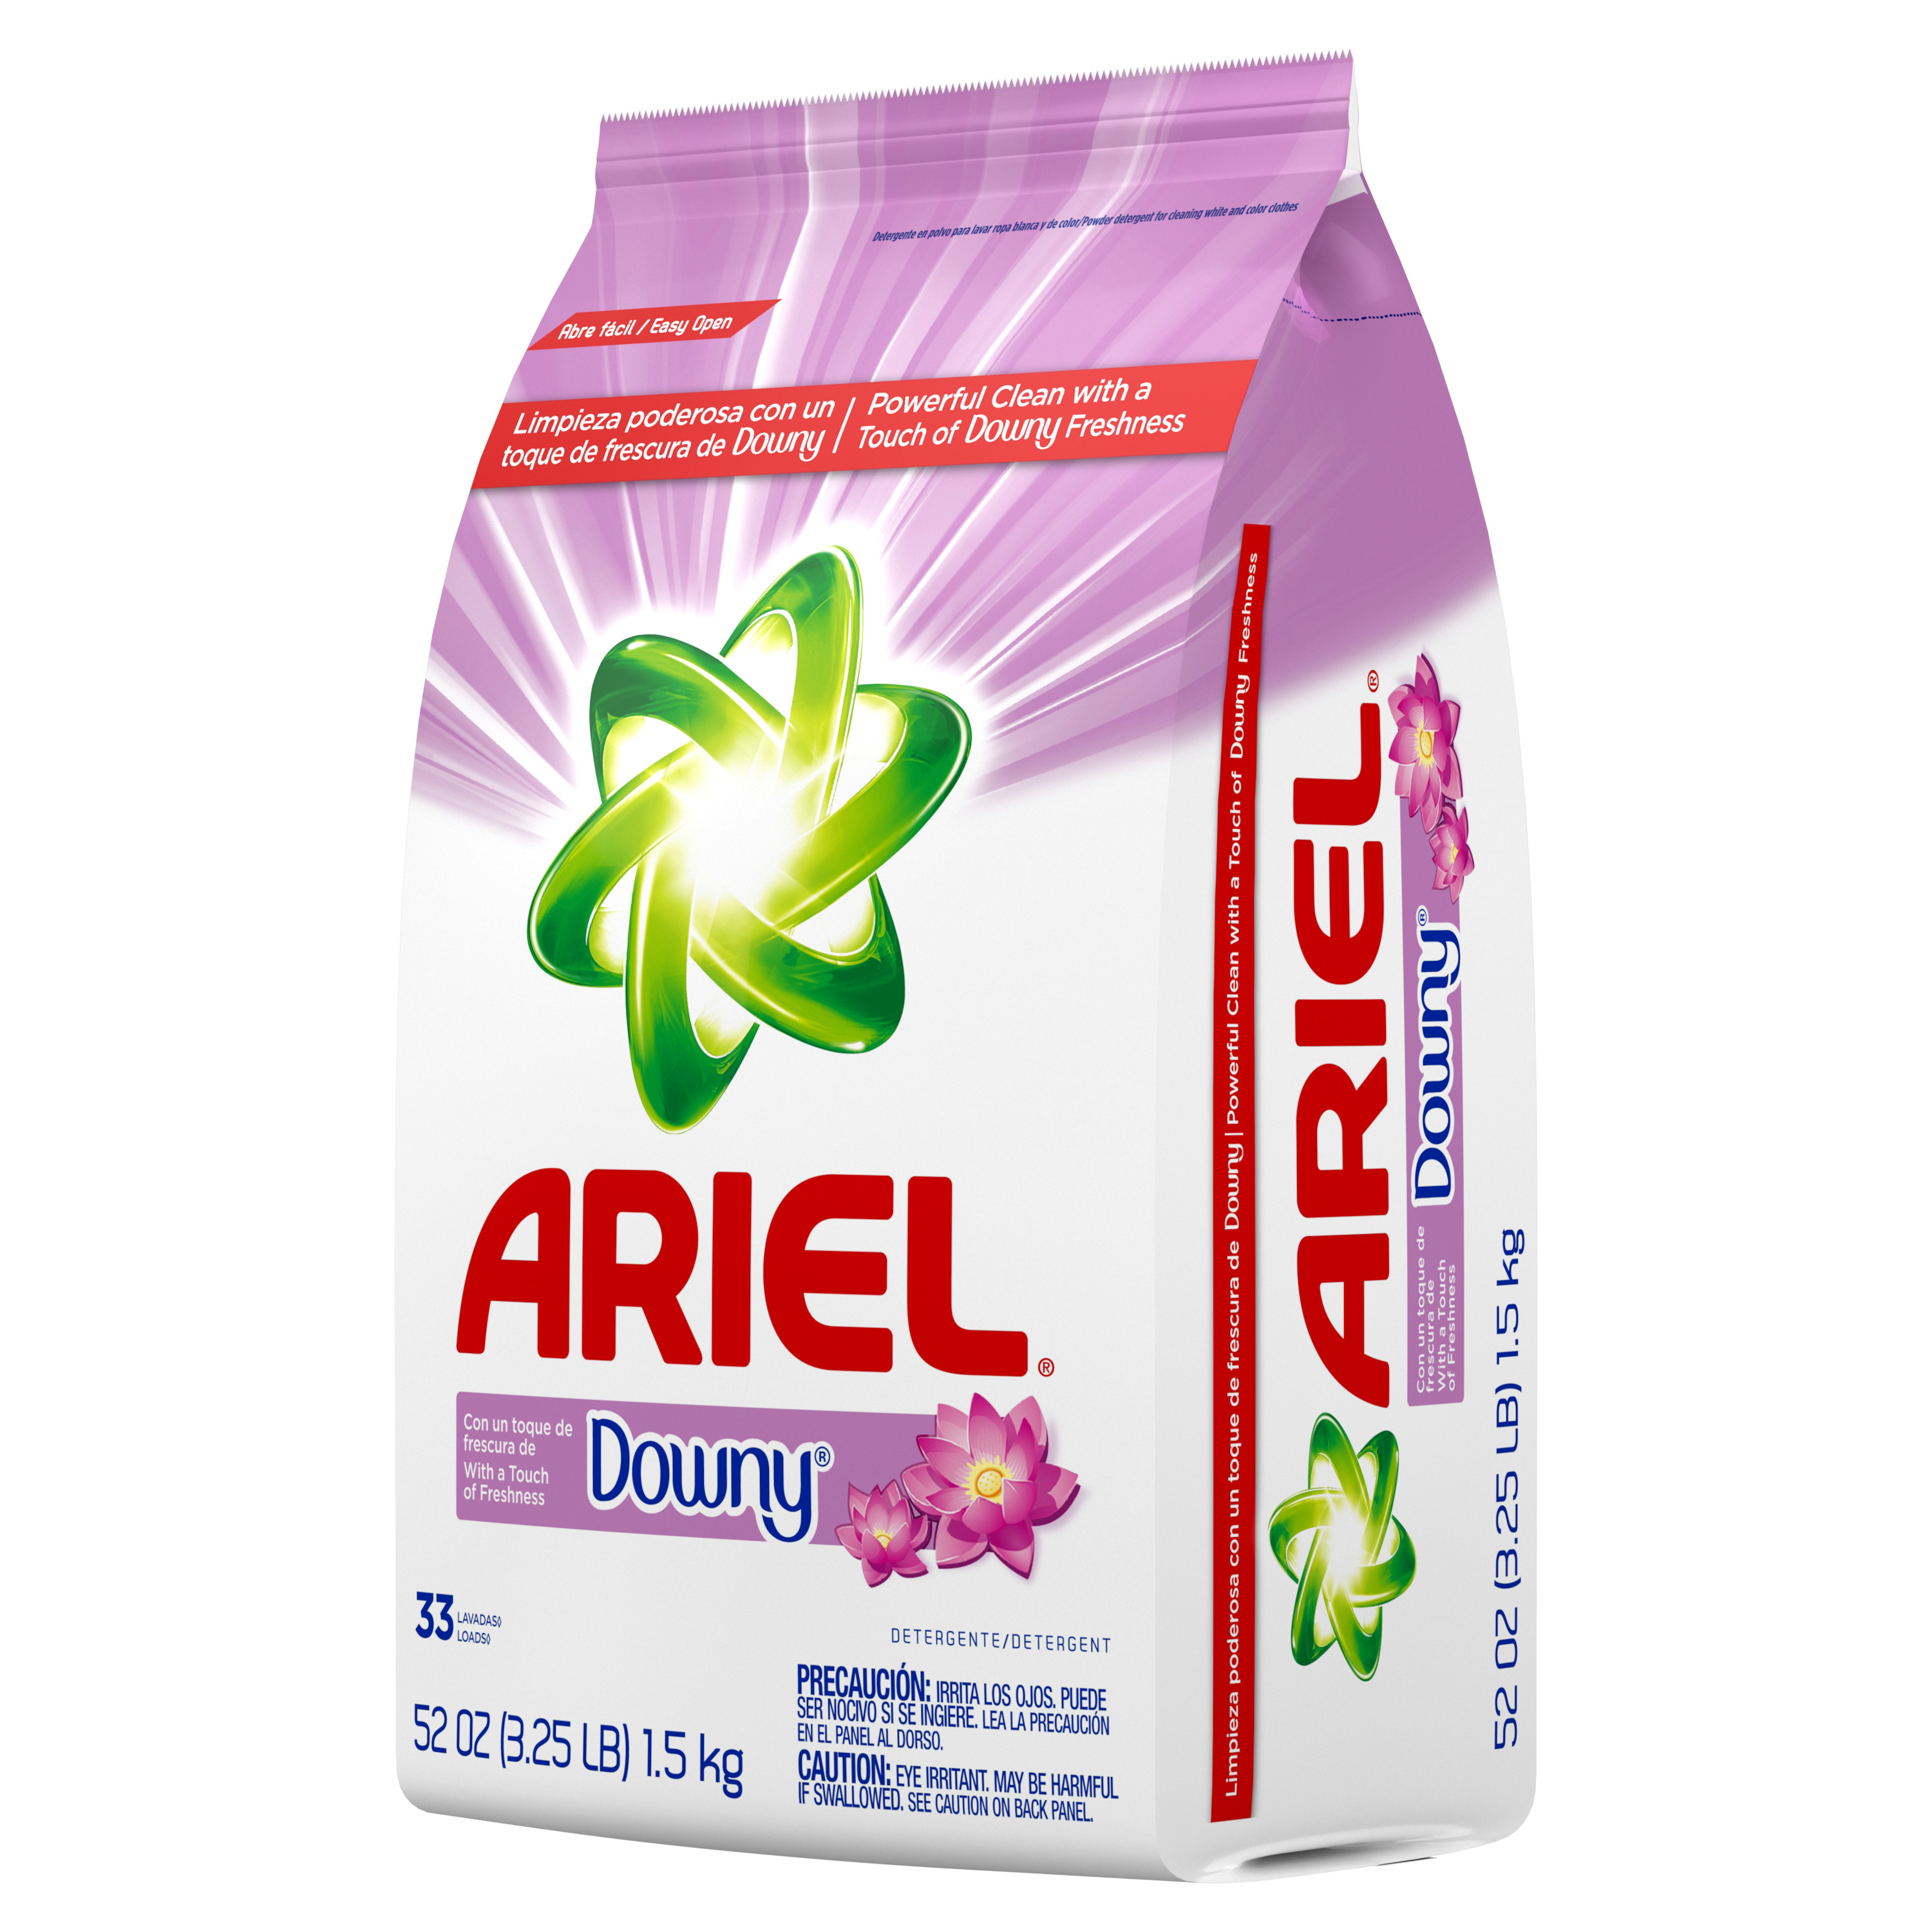 Detergente en polvo para lavar ropa blanca y de color/Powder detergent for cleaning white and color clothes
Abre fácil / Easy Open
Limpieza poderosa con un
toque de frescura de Downy
/
Powerful Clean with a
Touch of Downy Freshness
ARIEL®
Con un toque de
frescura de
With a Touch
of Freshness
Downy®
33
LAVADAS◊
LOADS◊
52 OZ (3.25 LB) 1.5 kg
DETERGENTE/DETERGENT
PRECAUCIÓN: IRRITA LOS OJOS. PUEDE
SER NOCIVO SI SE INGIERE. LEA LA PRECAUCIÓN
EN EL PANEL AL DORSO.
CAUTION: EYE IRRITANT. MAY BE HARMFUL
IF SWALLOWED. SEE CAUTION ON BACK PANEL.
Limpieza poderosa con un toque de frescura de Downy | Powerful Clean with a Touch of Downy Freshness
ARIEL®
Con un toque de
frescura de
With a Touch
of Freshness
Downy®
52 OZ (3.25 LB) 1.5 kg